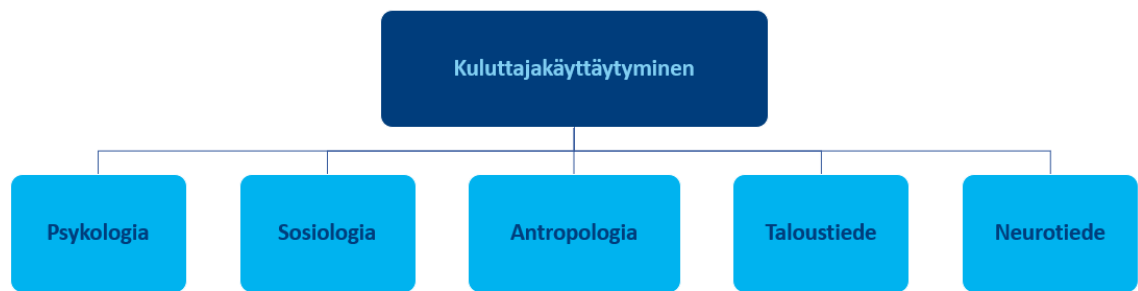 Kuluttajakäyttäytyminen
Psykologia
Sosiologia
Antropologia
Taloustiede
Neurotiede